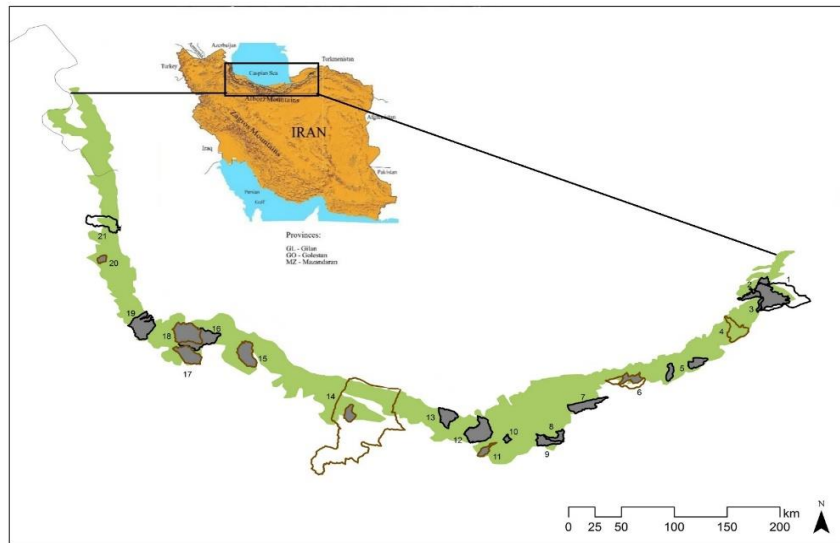 Armenia
Azerbaijan
Turkey
Caspian Sea
Turkmenistan
Alborz Mountains
Afghanistan
Zagros Mountains
IRAN
Iraq
Pakistan
Persian
Gulf
Provinces:
GL - Gilan
GO - Golestan
MZ - Mazandaran
21
20
19
18
16
17
15
14
13
12
11
10
9
8
7
6
5
4
3
2
1
0 25 50 100 150 200
km
N